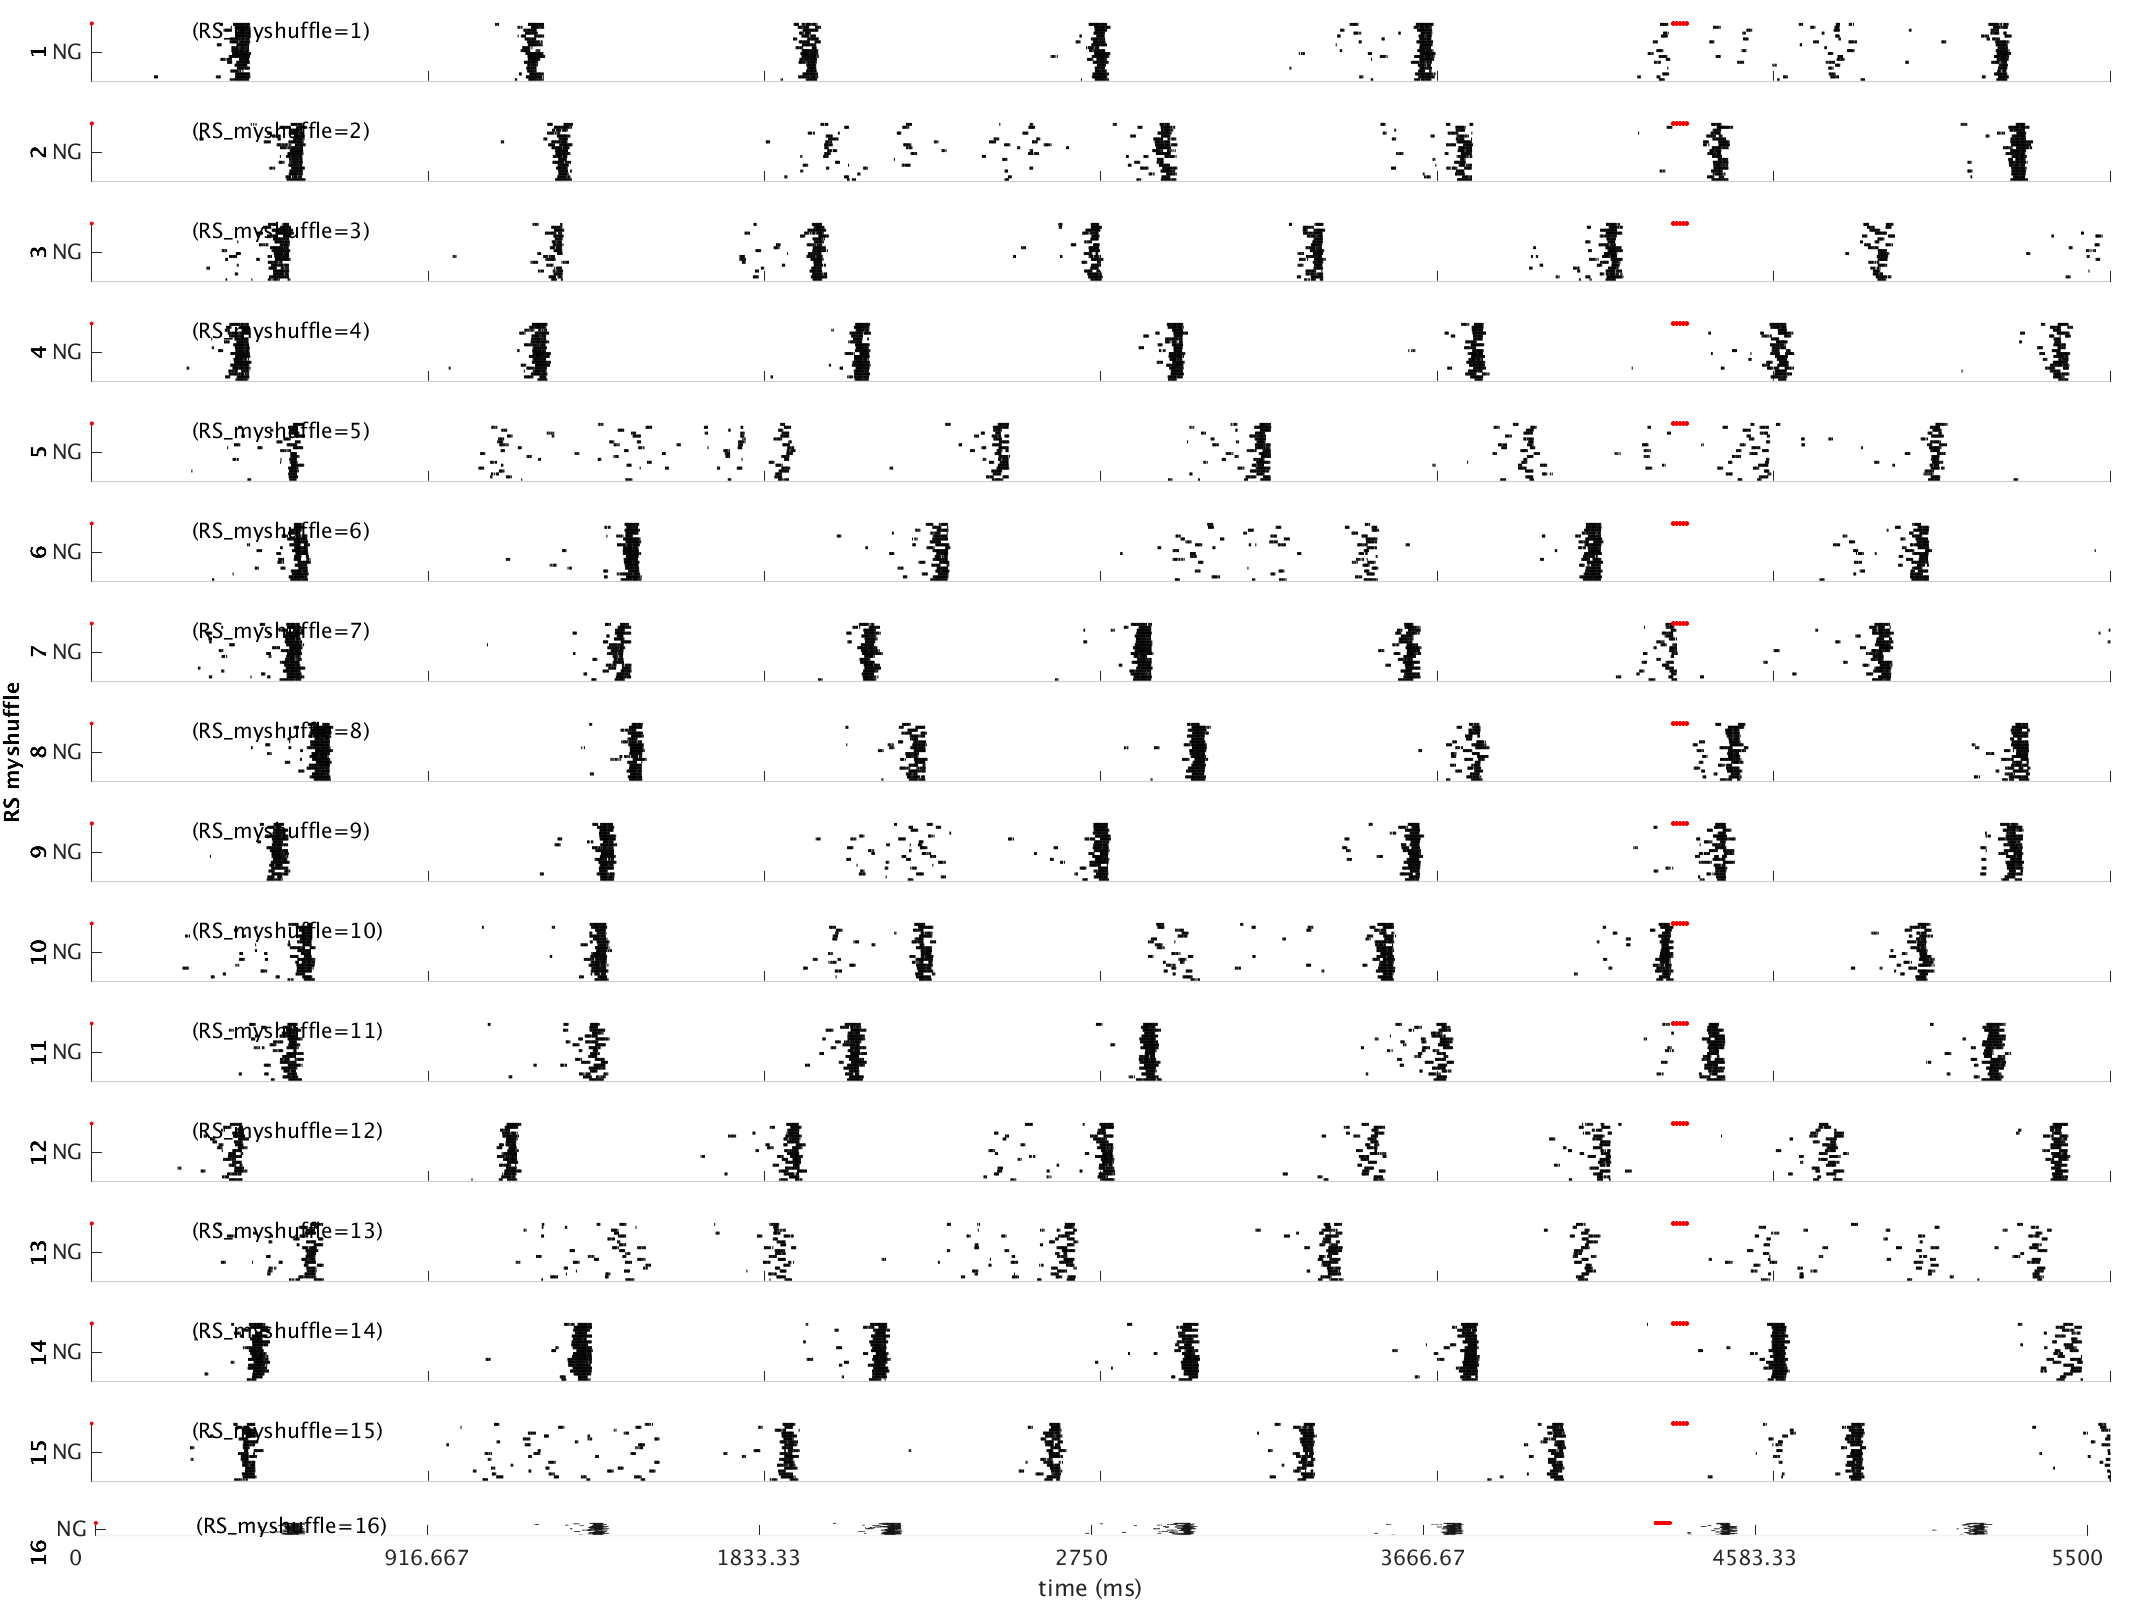 (RS_myshuffle=1)
1 NG
(RS_myshuffle=2)
2 NG
(RS_myshuffle=3)
3 NG
(RS_myshuffle=4)
4 NG
(RS_myshuffle=5)
5 NG
(RS_myshuffle=6)
6 NG
(RS_myshuffle=7)
7 NG
RS myshuffle
(RS_myshuffle=8)
8 NG
(RS_myshuffle=9)
9 NG
(RS_myshuffle=10)
10 NG
(RS_myshuffle=11)
11 NG
(RS_myshuffle=12)
12 NG
(RS_myshuffle=13)
13 NG
(RS_myshuffle=14)
14 NG
(RS_myshuffle=15)
15 NG
(RS_myshuffle=16)
16 NG
0 916.667 1833.33 2750 3666.67 4583.33 5500
time (ms)